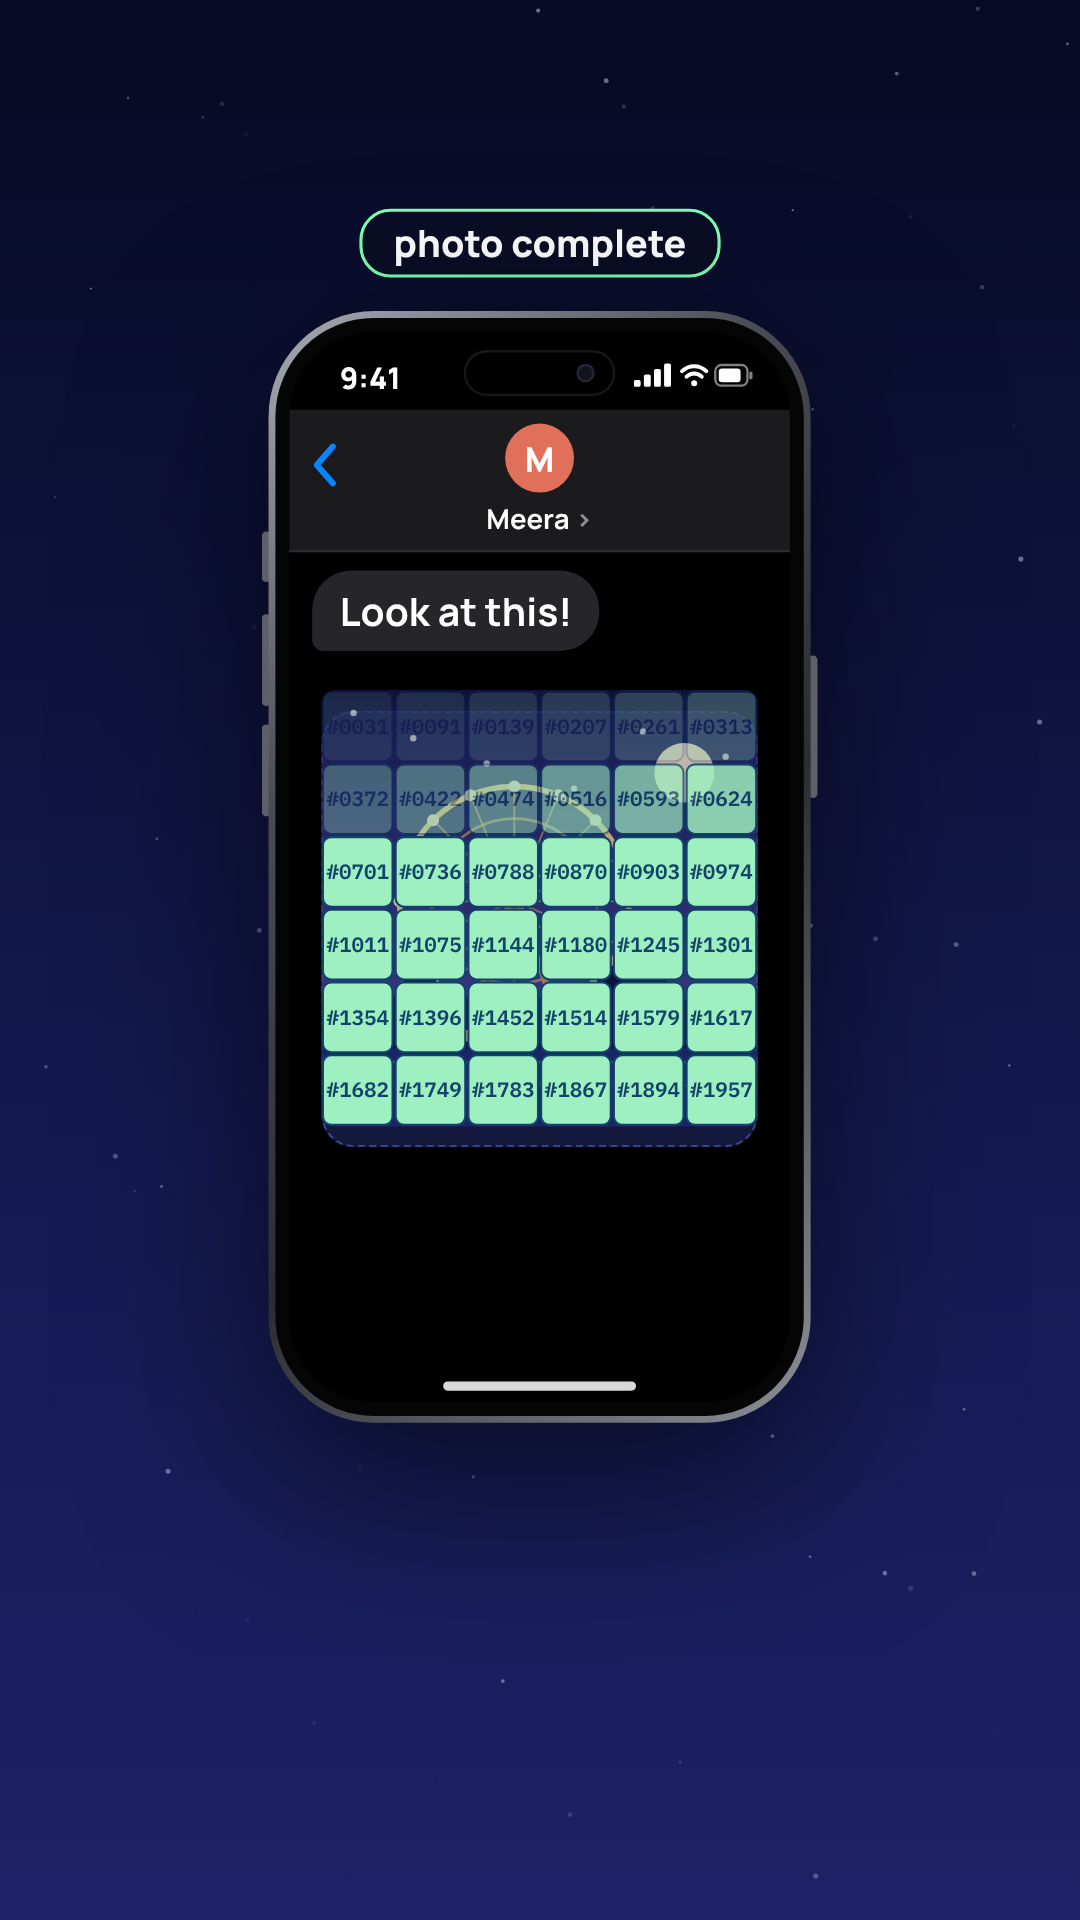 photo complete
9:41
M
Meera
Look at this!
#0031 #0091 #0139 #0207 #0261 #0313
#0372 #0422 #0474 #0516 #0593 #0624
#0701 #0736 #0788 #0870 #0903 #0974
#1011 #1075 #1144 #1180 #1245 #1301
#1354 #1396 #1452 #1514 #1579 #1617
#1682 #1749 #1783 #1867 #1894 #1957